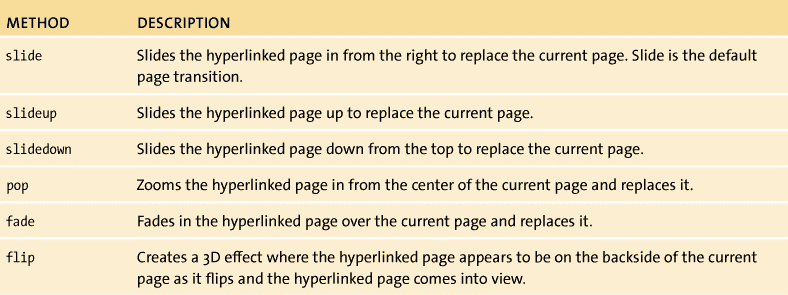 METHOD DESCRIPTION
slide Slides the hyperlinked page in from the right to replace the current page. Slide is the default
page transition.
slideup Slides the hyperlinked page up to replace the current page.
slidedown Slides the hyperlinked page down from the top to replace the current page.
pop Zooms the hyperlinked page in from the center of the current page and replaces it.
fade Fades in the hyperlinked page over the current page and replaces it.
flip Creates a 3D effect where the hyperlinked page appears to be on the backside of the current
page as it flips and the hyperlinked page comes into view.